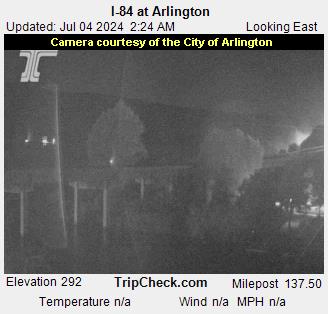 I-84 at Arlington
Updated: Jul 04 2024 2:24 AM Looking East
Camera courtesy of the City of Arlington
Elevation 292 TripCheck.com Milepost 137.50
Temperature n/a Wind n/a MPH n/a